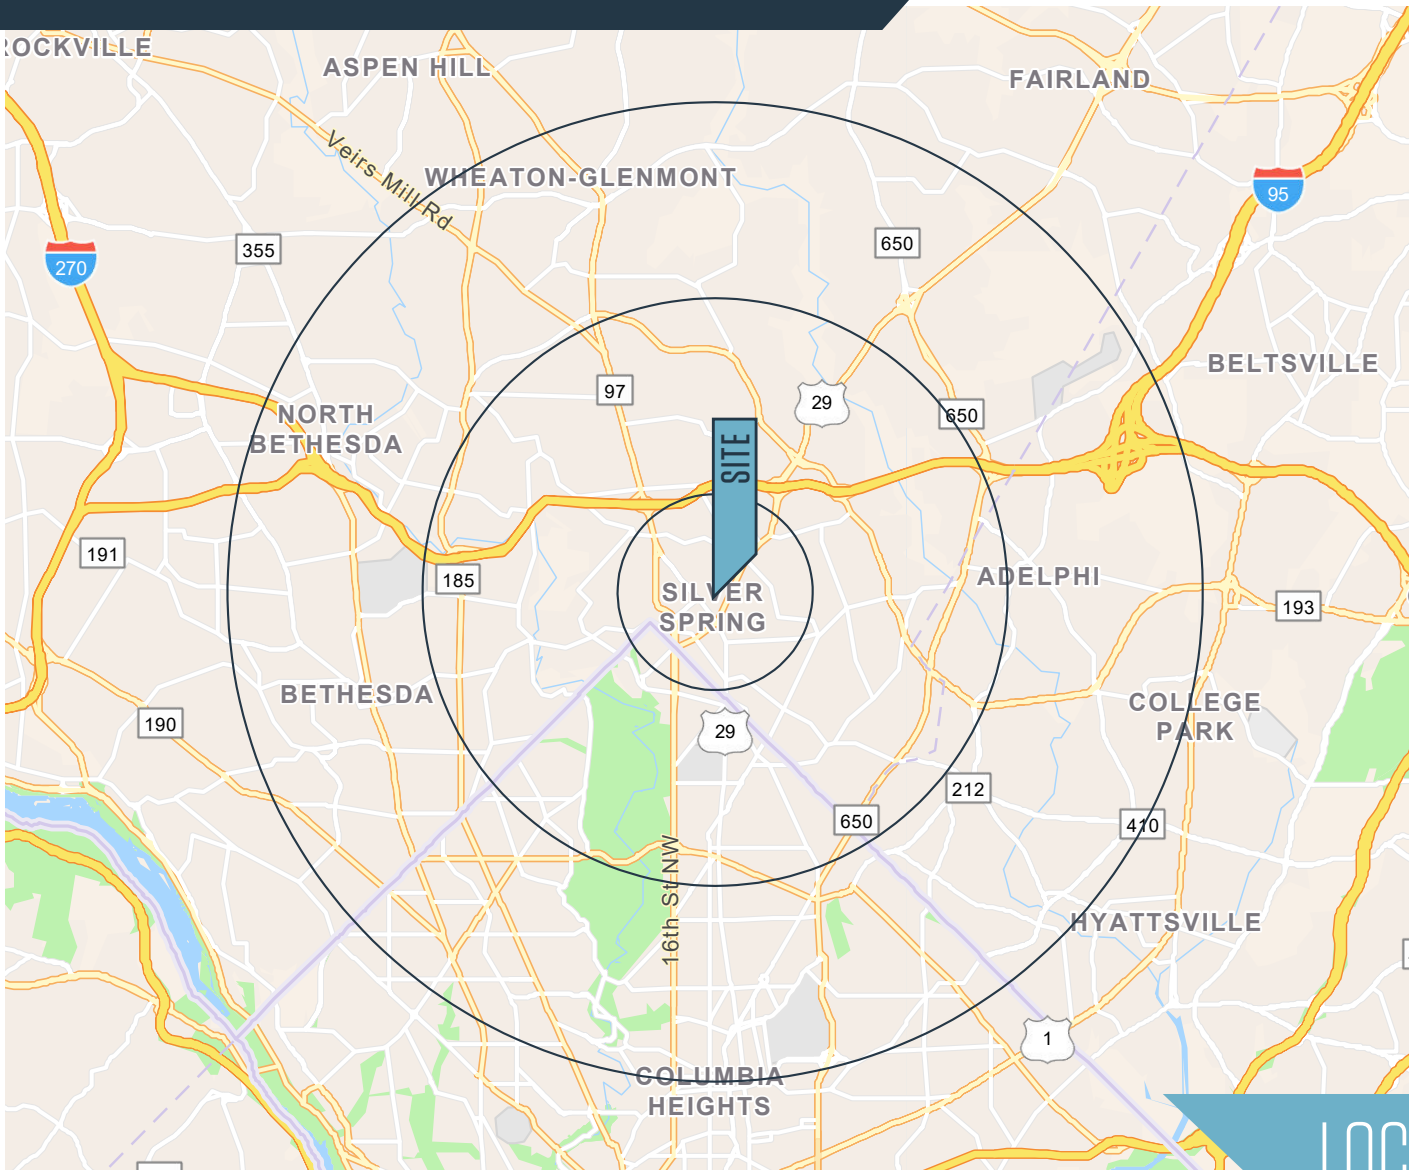 ROCKVILLE
ASPEN HILL
FAIRLAND
Veirs Mill Rd
WHEATON-GLENMONT
95
650
355
270
BELTSVILLE
97
29
650
NORTH
BETHESDA
SITE
191
185
ADELPHI
SILVER
SPRING
193
BETHESDA
COLLEGE
PARK
190
29
212
650
410
16th St NW
HYATTSVILLE
1
COLUMBIA
HEIGHTS
LOC